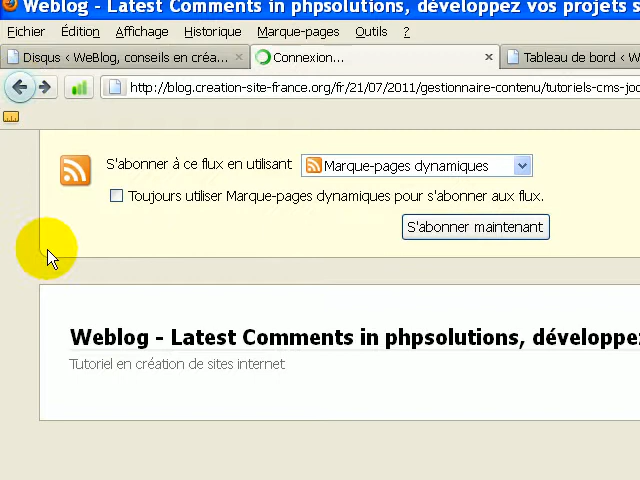 Weblog - Latest Comments in phpsolutions, développez vos projets s
Fichier Édition Affichage Historique Marque-pages Outils ?
Disqus ‹ WeBlog, conseils en créa... Connexion... Tableau de bord ‹ W
http://blog.creation-site-france.org/fr/21/07/2011/gestionnaire-contenu/tutoriels-cms-joo
S'abonner à ce flux en utilisant Marque-pages dynamiques
Toujours utiliser Marque-pages dynamiques pour s'abonner aux flux.
S'abonner maintenant
Weblog - Latest Comments in phpsolutions, développez
Tutoriel en création de sites internet